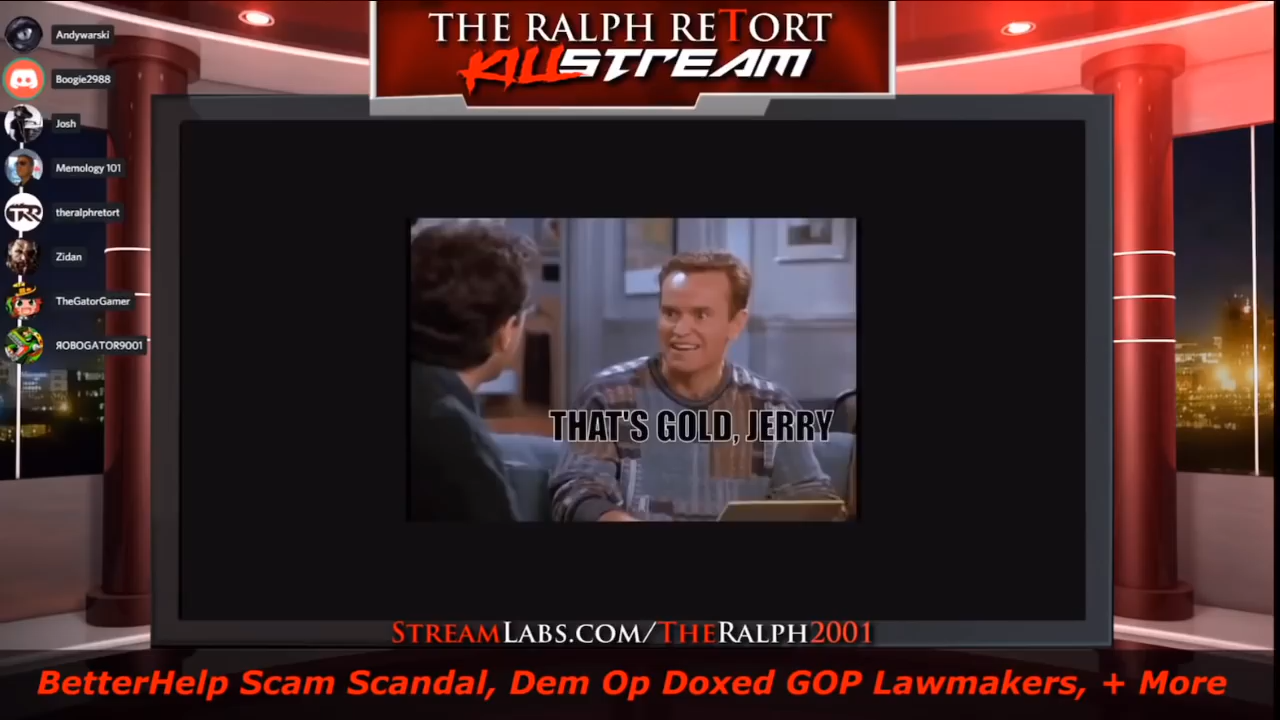 THE RALPH RETORT
KILLSTREAM
Andywarski
Boogie2988
Josh
Memology 101
TRR
theralphretort
Zidan
TheGatorGamer
ЯOBOGATOR9001
THAT'S GOLD, JERRY
STREAMLABS.COM/THERALPH2001
BetterHelp Scam Scandal, Dem Op Doxed GOP Lawmakers, + More